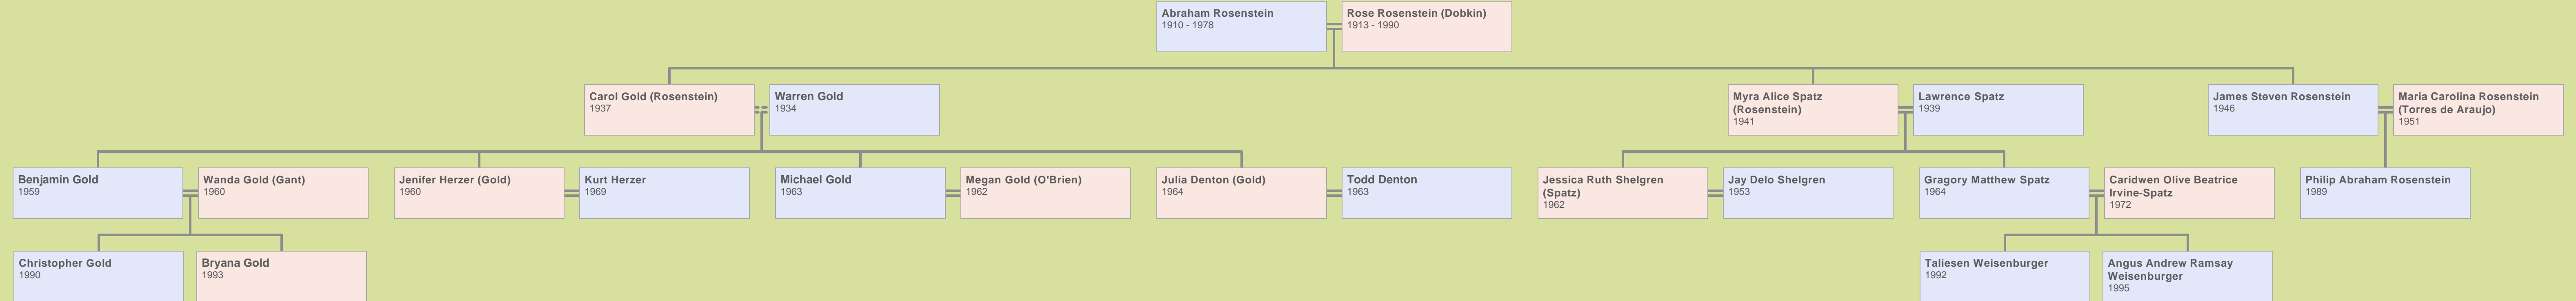 Abraham Rosenstein
1910 - 1978
Rose Rosenstein (Dobkin)
1913 - 1990
Carol Gold (Rosenstein)
1937
Warren Gold
1934
Myra Alice Spatz
(Rosenstein)
1941
Lawrence Spatz
1939
James Steven Rosenstein
1946
Maria Carolina Rosenstein
(Torres de Araujo)
1951
Benjamin Gold
1959
Wanda Gold (Gant)
1960
Jenifer Herzer (Gold)
1960
Kurt Herzer
1969
Michael Gold
1963
Megan Gold (O'Brien)
1962
Julia Denton (Gold)
1964
Todd Denton
1963
Jessica Ruth Shelgren
(Spatz)
1962
Jay Delo Shelgren
1953
Gragory Matthew Spatz
1964
Caridwen Olive Beatrice
Irvine-Spatz
1972
Philip Abraham Rosenstein
1989
Christopher Gold
1990
Bryana Gold
1993
Taliesen Weisenburger
1992
Angus Andrew Ramsay
Weisenburger
1995